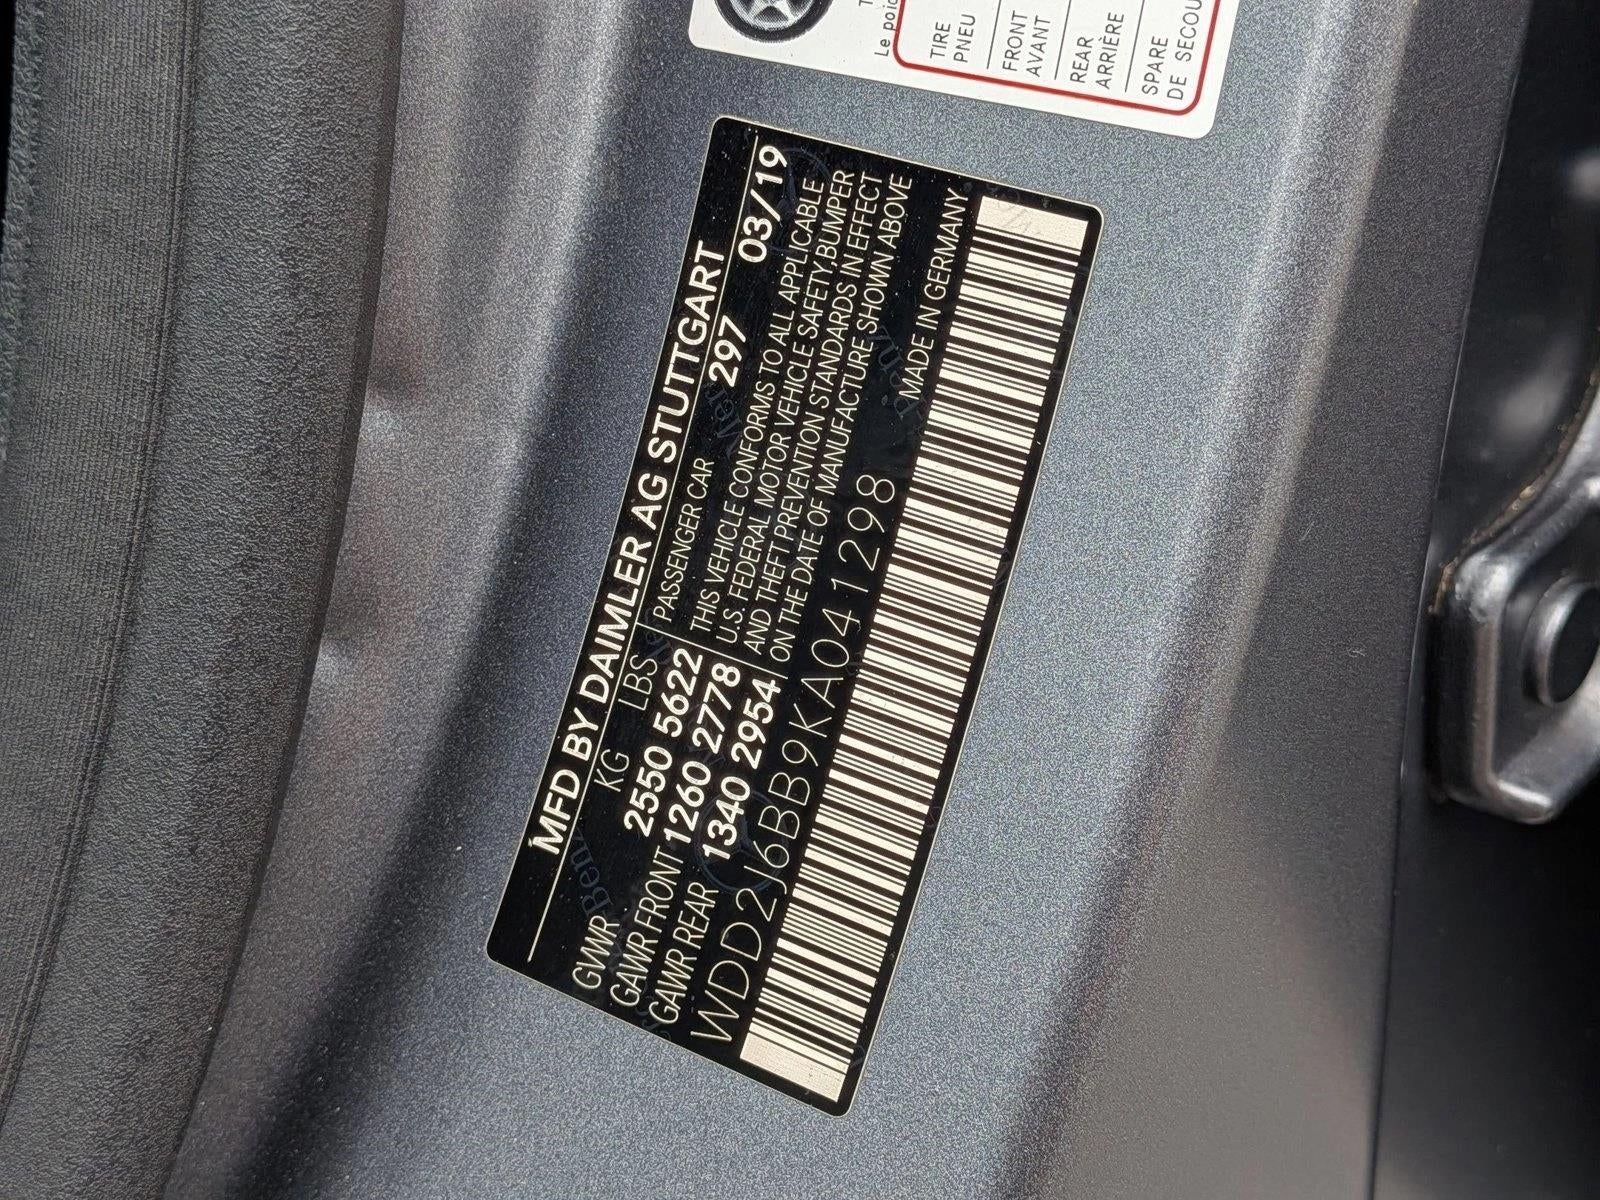 TIRE
PNEU
FRONT
AVANT
REAR
ARRIÈRE
SPARE
DE SECOU
MFD BY DAIMLER AG STUTTGART
KG LBS PASSENGER CAR 297 03/19
GVWR 2550 5622
GAWR FRONT 1260 2778
GAWR REAR 1340 2954
THIS VEHICLE CONFORMS TO ALL APPLICABLE
U.S. FEDERAL MOTOR VEHICLE SAFETY, BUMPER
AND THEFT PREVENTION STANDARDS IN EFFECT
ON THE DATE OF MANUFACTURE SHOWN ABOVE
MADE IN GERMANY
WDD2J6BB9KA041298